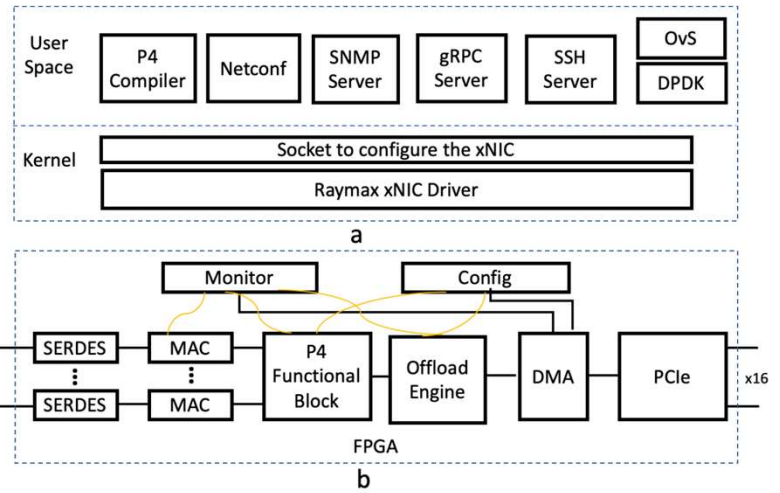 User
Space
P4
Compiler
Netconf
SNMP
Server
gRPC
Server
SSH
Server
OvS
DPDK
Kernel
Socket to configure the xNIC
Raymax xNIC Driver
a
Monitor
Config
SERDES
MAC
SERDES
MAC
P4
Functional
Block
Offload
Engine
DMA
PCIe
x16
FPGA
b